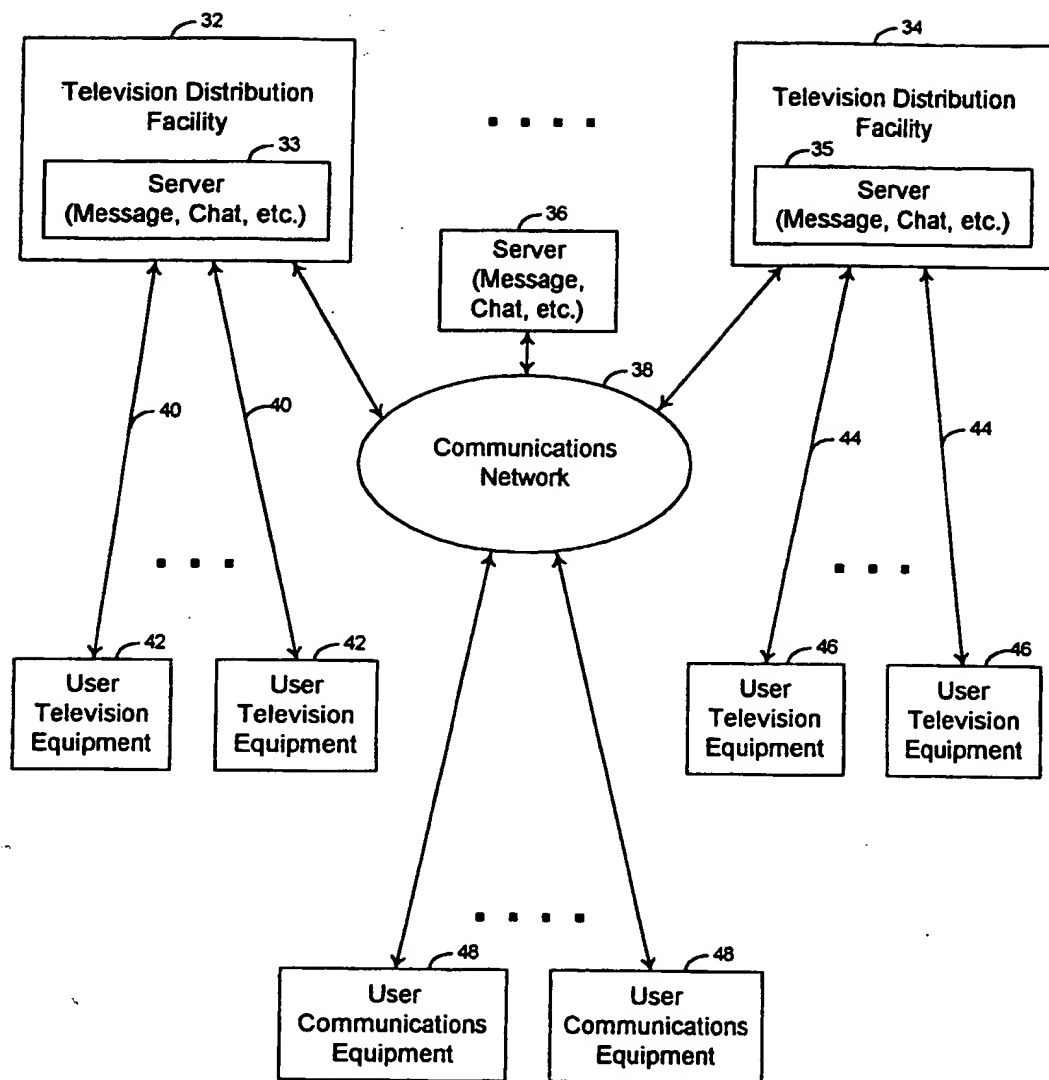 32
Television Distribution
Facility
33
Server
(Message, Chat, etc.)
34
Television Distribution
Facility
35
Server
(Message, Chat, etc.)
36
Server
(Message,
Chat, etc.)
38
Communications
Network
40
40
44
44
42
User
Television
Equipment
42
User
Television
Equipment
46
User
Television
Equipment
46
User
Television
Equipment
48
User
Communications
Equipment
48
User
Communications
Equipment